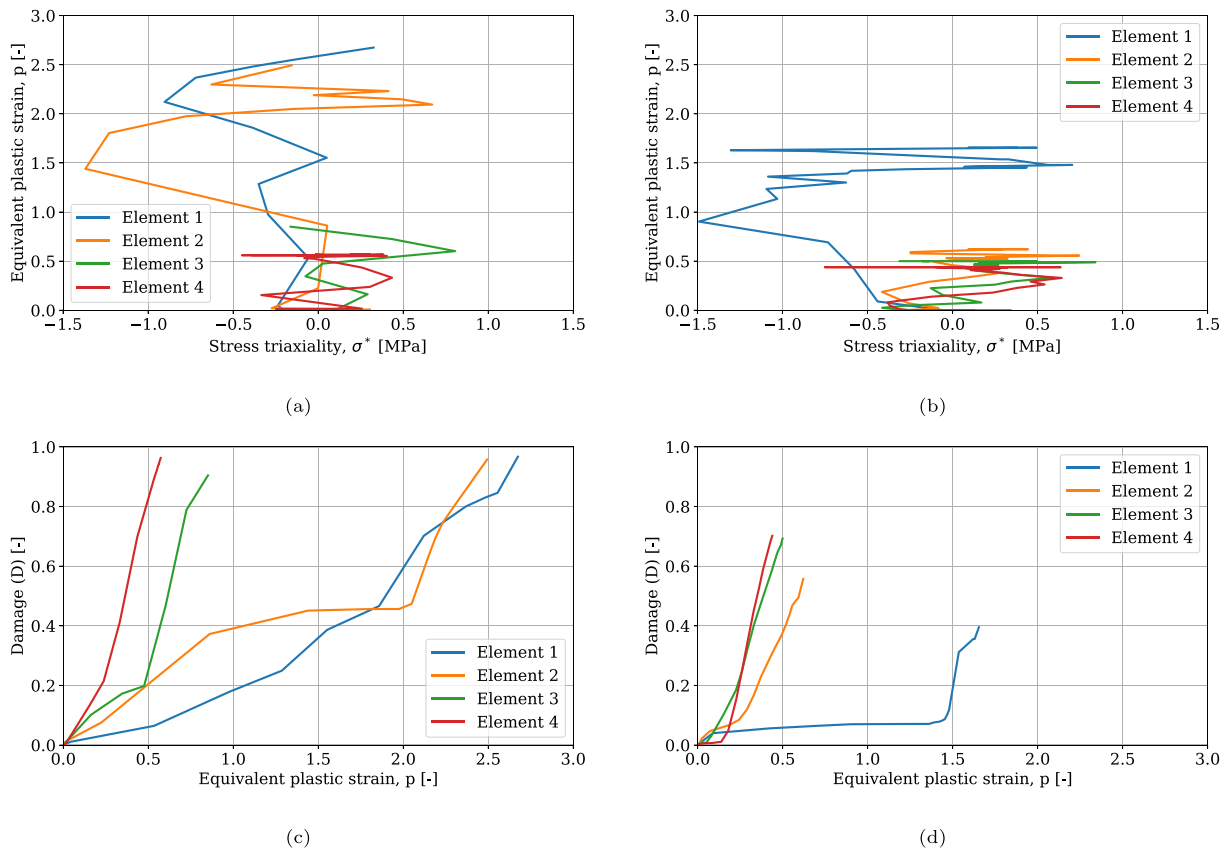 3.0
2.5
2.0
1.5
1.0
0.5
0.0
Equivalent plastic strain, p [-]
Element 1
Element 2
Element 3
Element 4
−1.5 −1.0 −0.5 0.0 0.5 1.0 1.5
Stress triaxiality, σ* [MPa]
(a)
3.0
2.5
2.0
1.5
1.0
0.5
0.0
Equivalent plastic strain, p [-]
Element 1
Element 2
Element 3
Element 4
−1.5 −1.0 −0.5 0.0 0.5 1.0 1.5
Stress triaxiality, σ* [MPa]
(b)
1.0
0.8
0.6
0.4
0.2
0.0
Damage (D) [-]
Element 1
Element 2
Element 3
Element 4
0.0 0.5 1.0 1.5 2.0 2.5 3.0
Equivalent plastic strain, p [-]
(c)
1.0
0.8
0.6
0.4
0.2
0.0
Damage (D) [-]
Element 1
Element 2
Element 3
Element 4
0.0 0.5 1.0 1.5 2.0 2.5 3.0
Equivalent plastic strain, p [-]
(d)